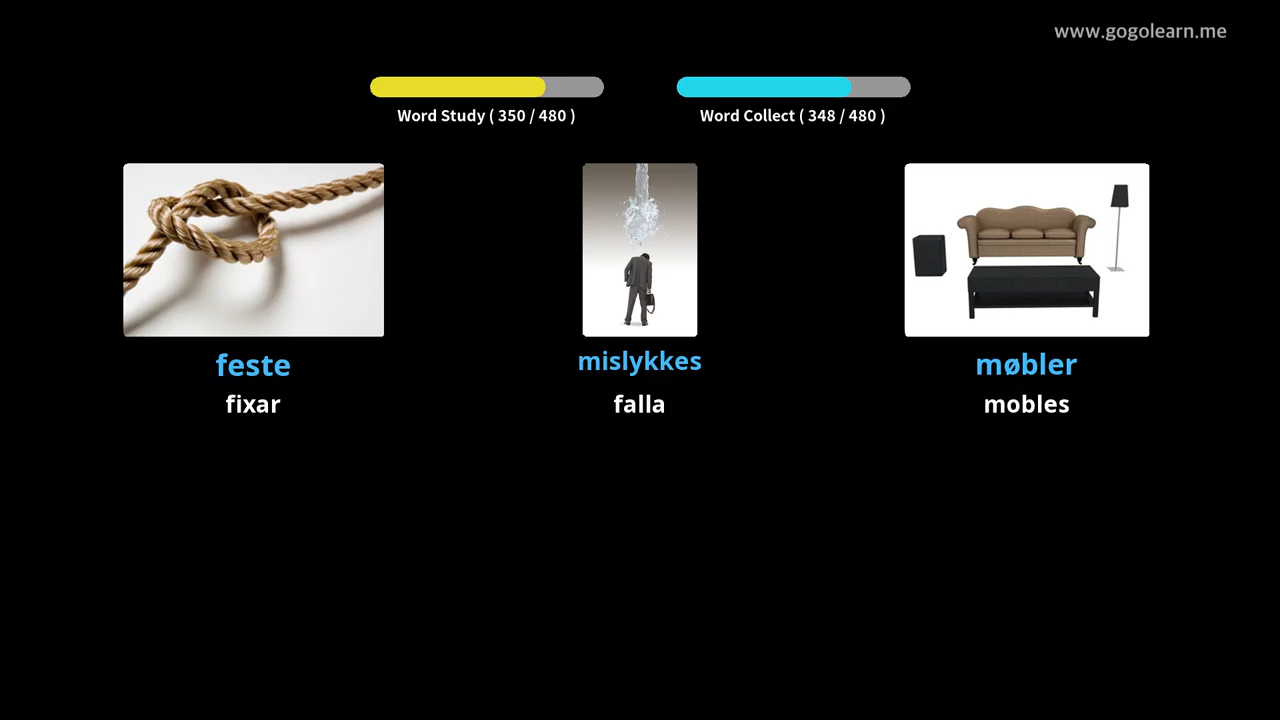 www.gogolearn.me
Word Study ( 350 / 480 )
Word Collect ( 348 / 480 )
feste
fixar
mislykkes
falla
møbler
mobles